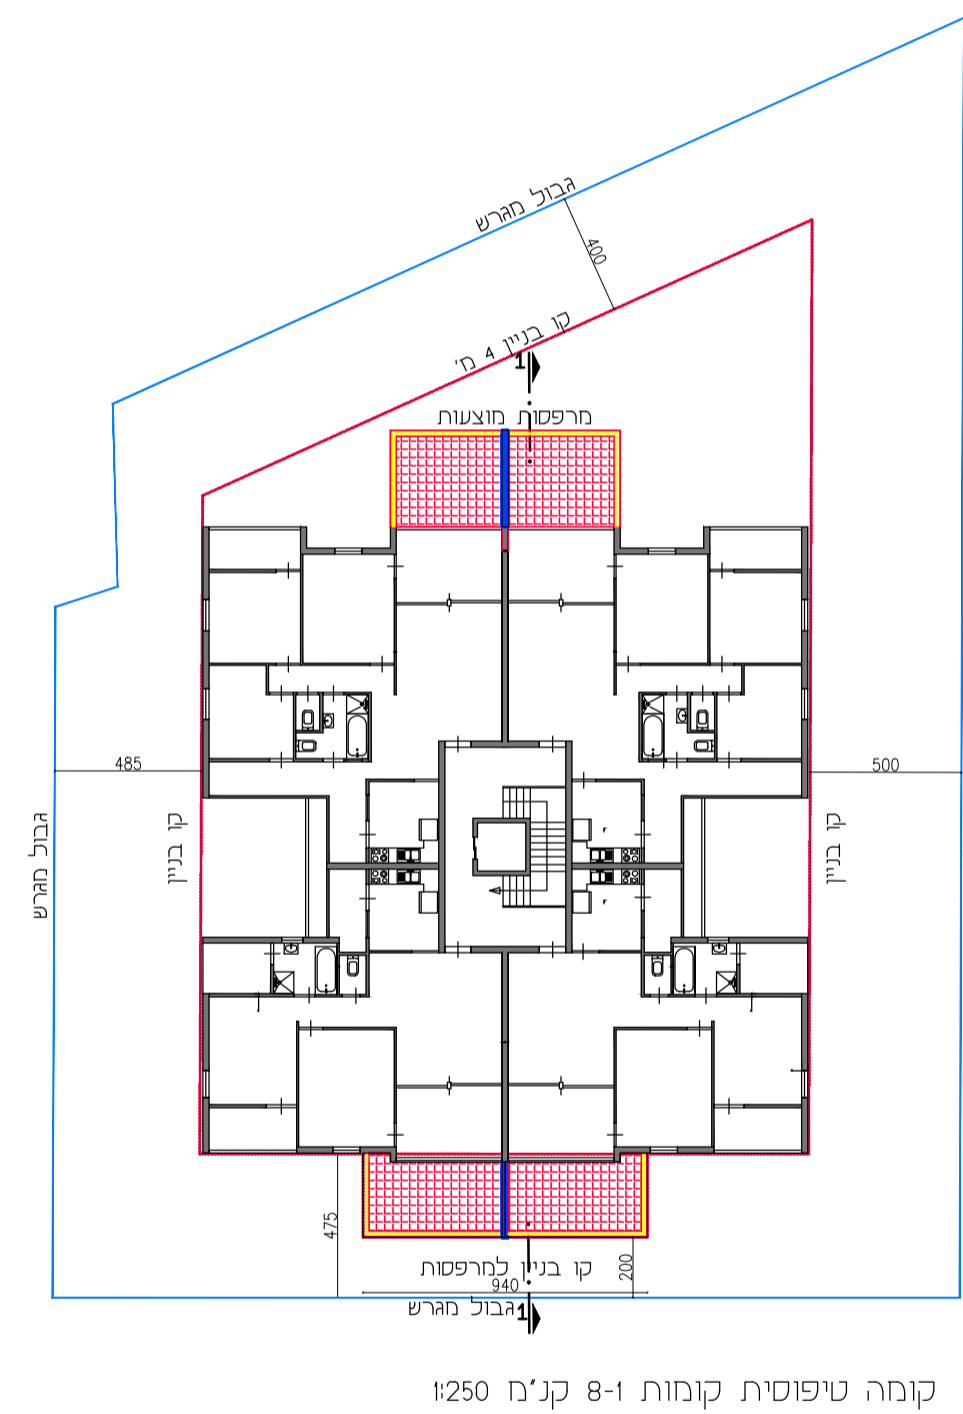 גבול מגרש
400
קו בניין 4 מ'
1
מרפסות מוצעות
485
500
גבול מגרש
קו בניין
קו בניין
475
קו בניין למרפסות
200
940
גבול מגרש
1
קומה טיפוסית קומות 8-1 קנ"מ 1:250